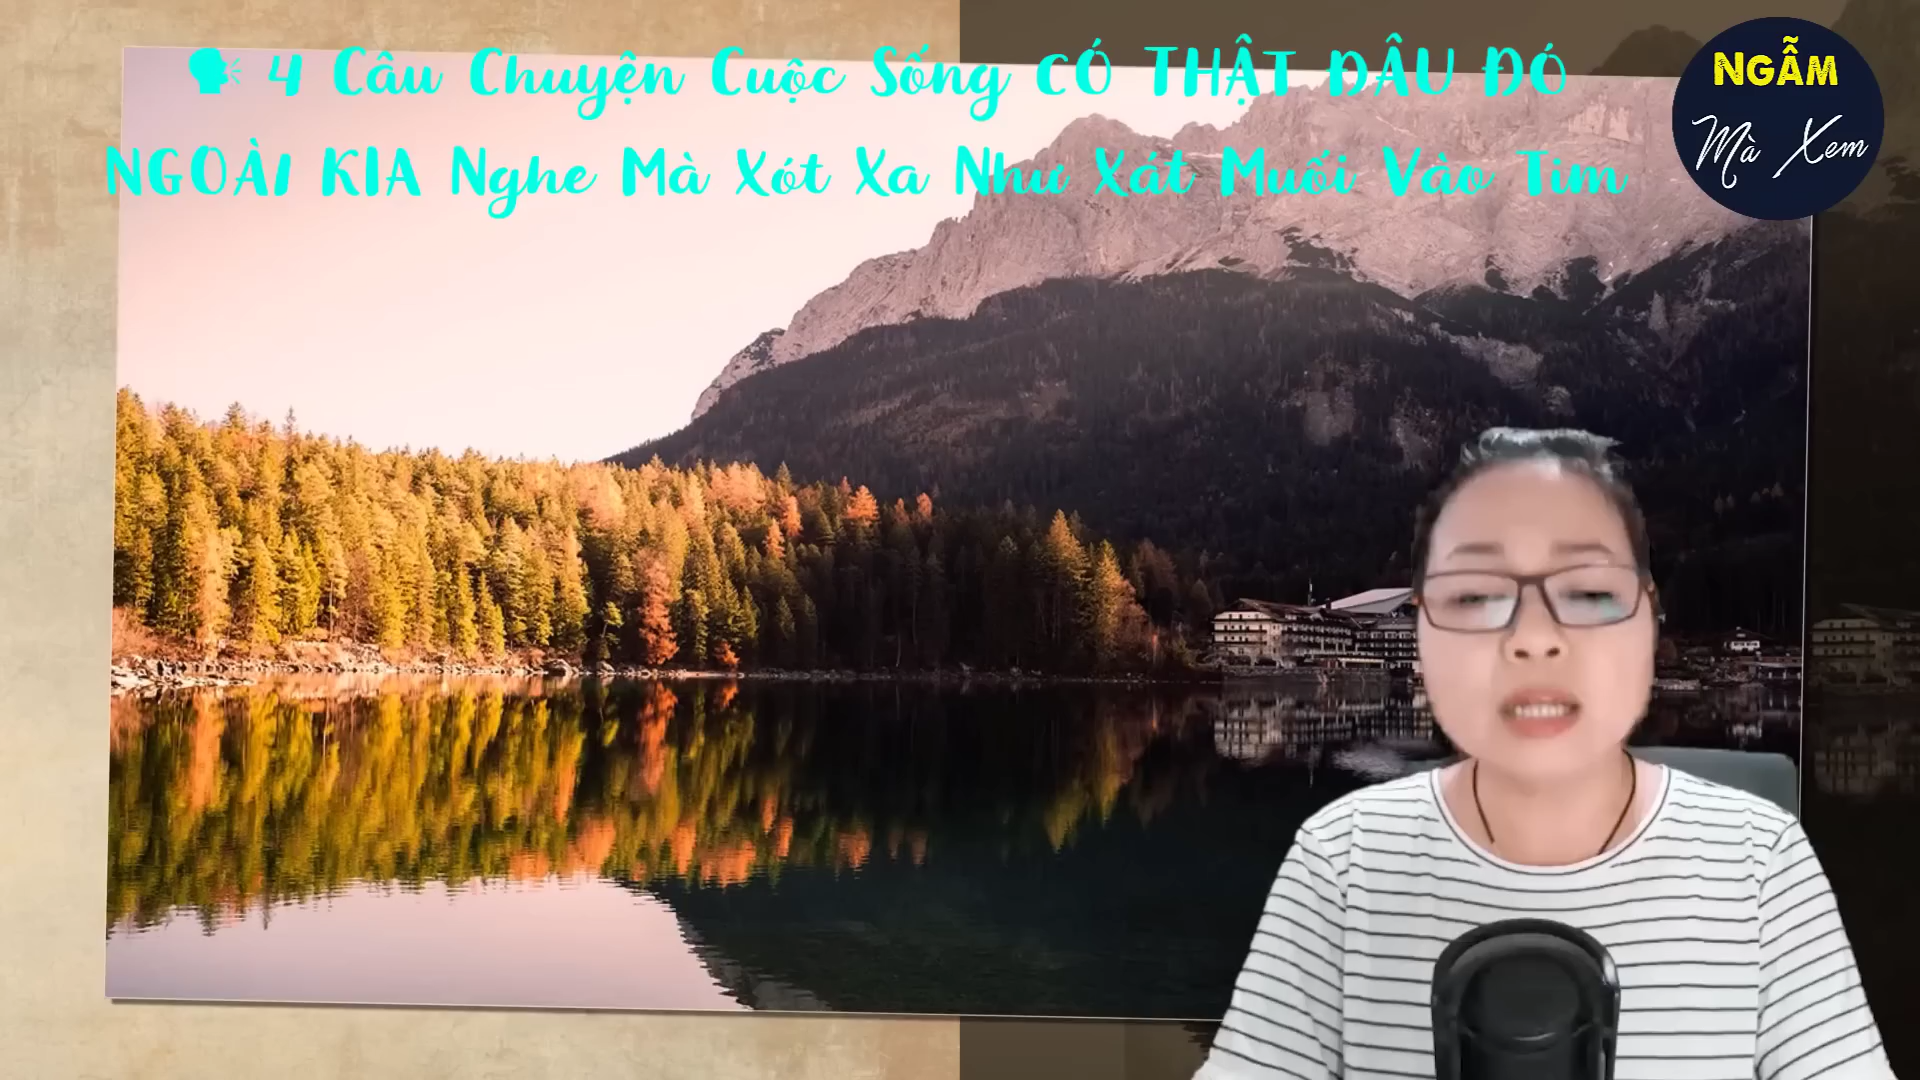 🗣 4 Câu Chuyện Cuộc Sống CÓ THẬT ĐÂU ĐÓ
NGOÀI KIA Nghe Mà Xót Xa Như Xát Muối Vào Tim
NGẪM
Mà Xem